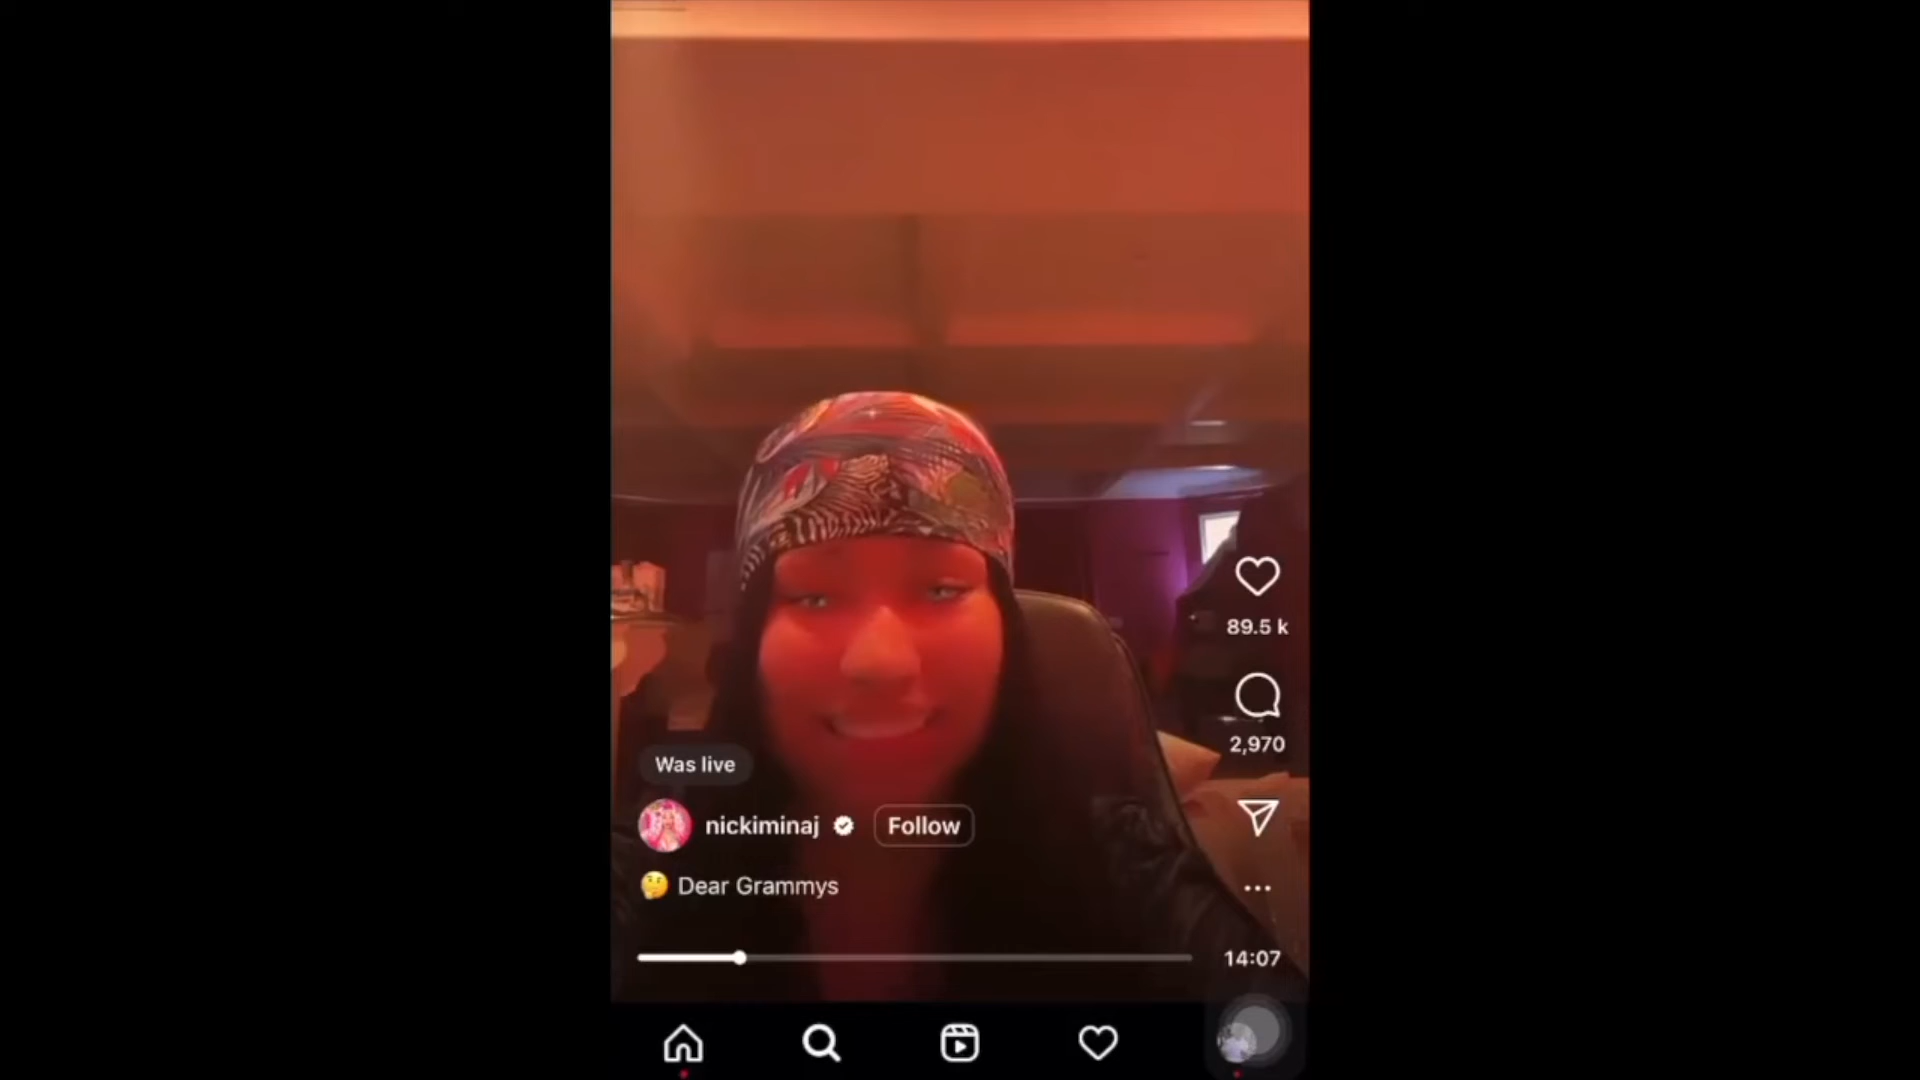 89.5 k
2,970
Was live
nickiminaj Follow
🤔 Dear Grammys
14:07